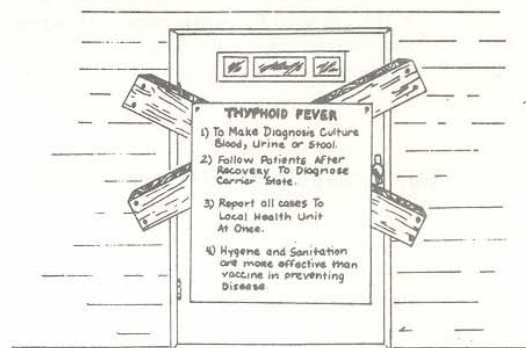 THYPHOID FEVER
1) To Make Diagnosis Culture
Blood, Urine or Stool.
2) Follow Patients After
Recovery To Diagnose
Carrier State.
3) Report all cases To
Local Health Unit
At Once.
4) Hygene and Sanitation
are more effective than
vaccine in preventing
Disease.